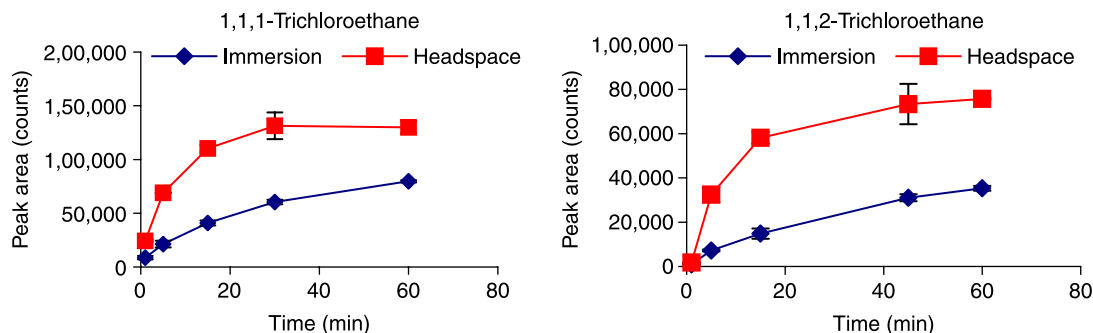 1,1,1-Trichloroethane
2,00,000
Immersion Headspace
1,50,000
1,00,000
50,000
0
Peak area (counts)
0 20 40 60 80
Time (min)
1,1,2-Trichloroethane
1,00,000
Immersion Headspace
80,000
60,000
40,000
20,000
0
Peak area (counts)
0 20 40 60 80
Time (min)